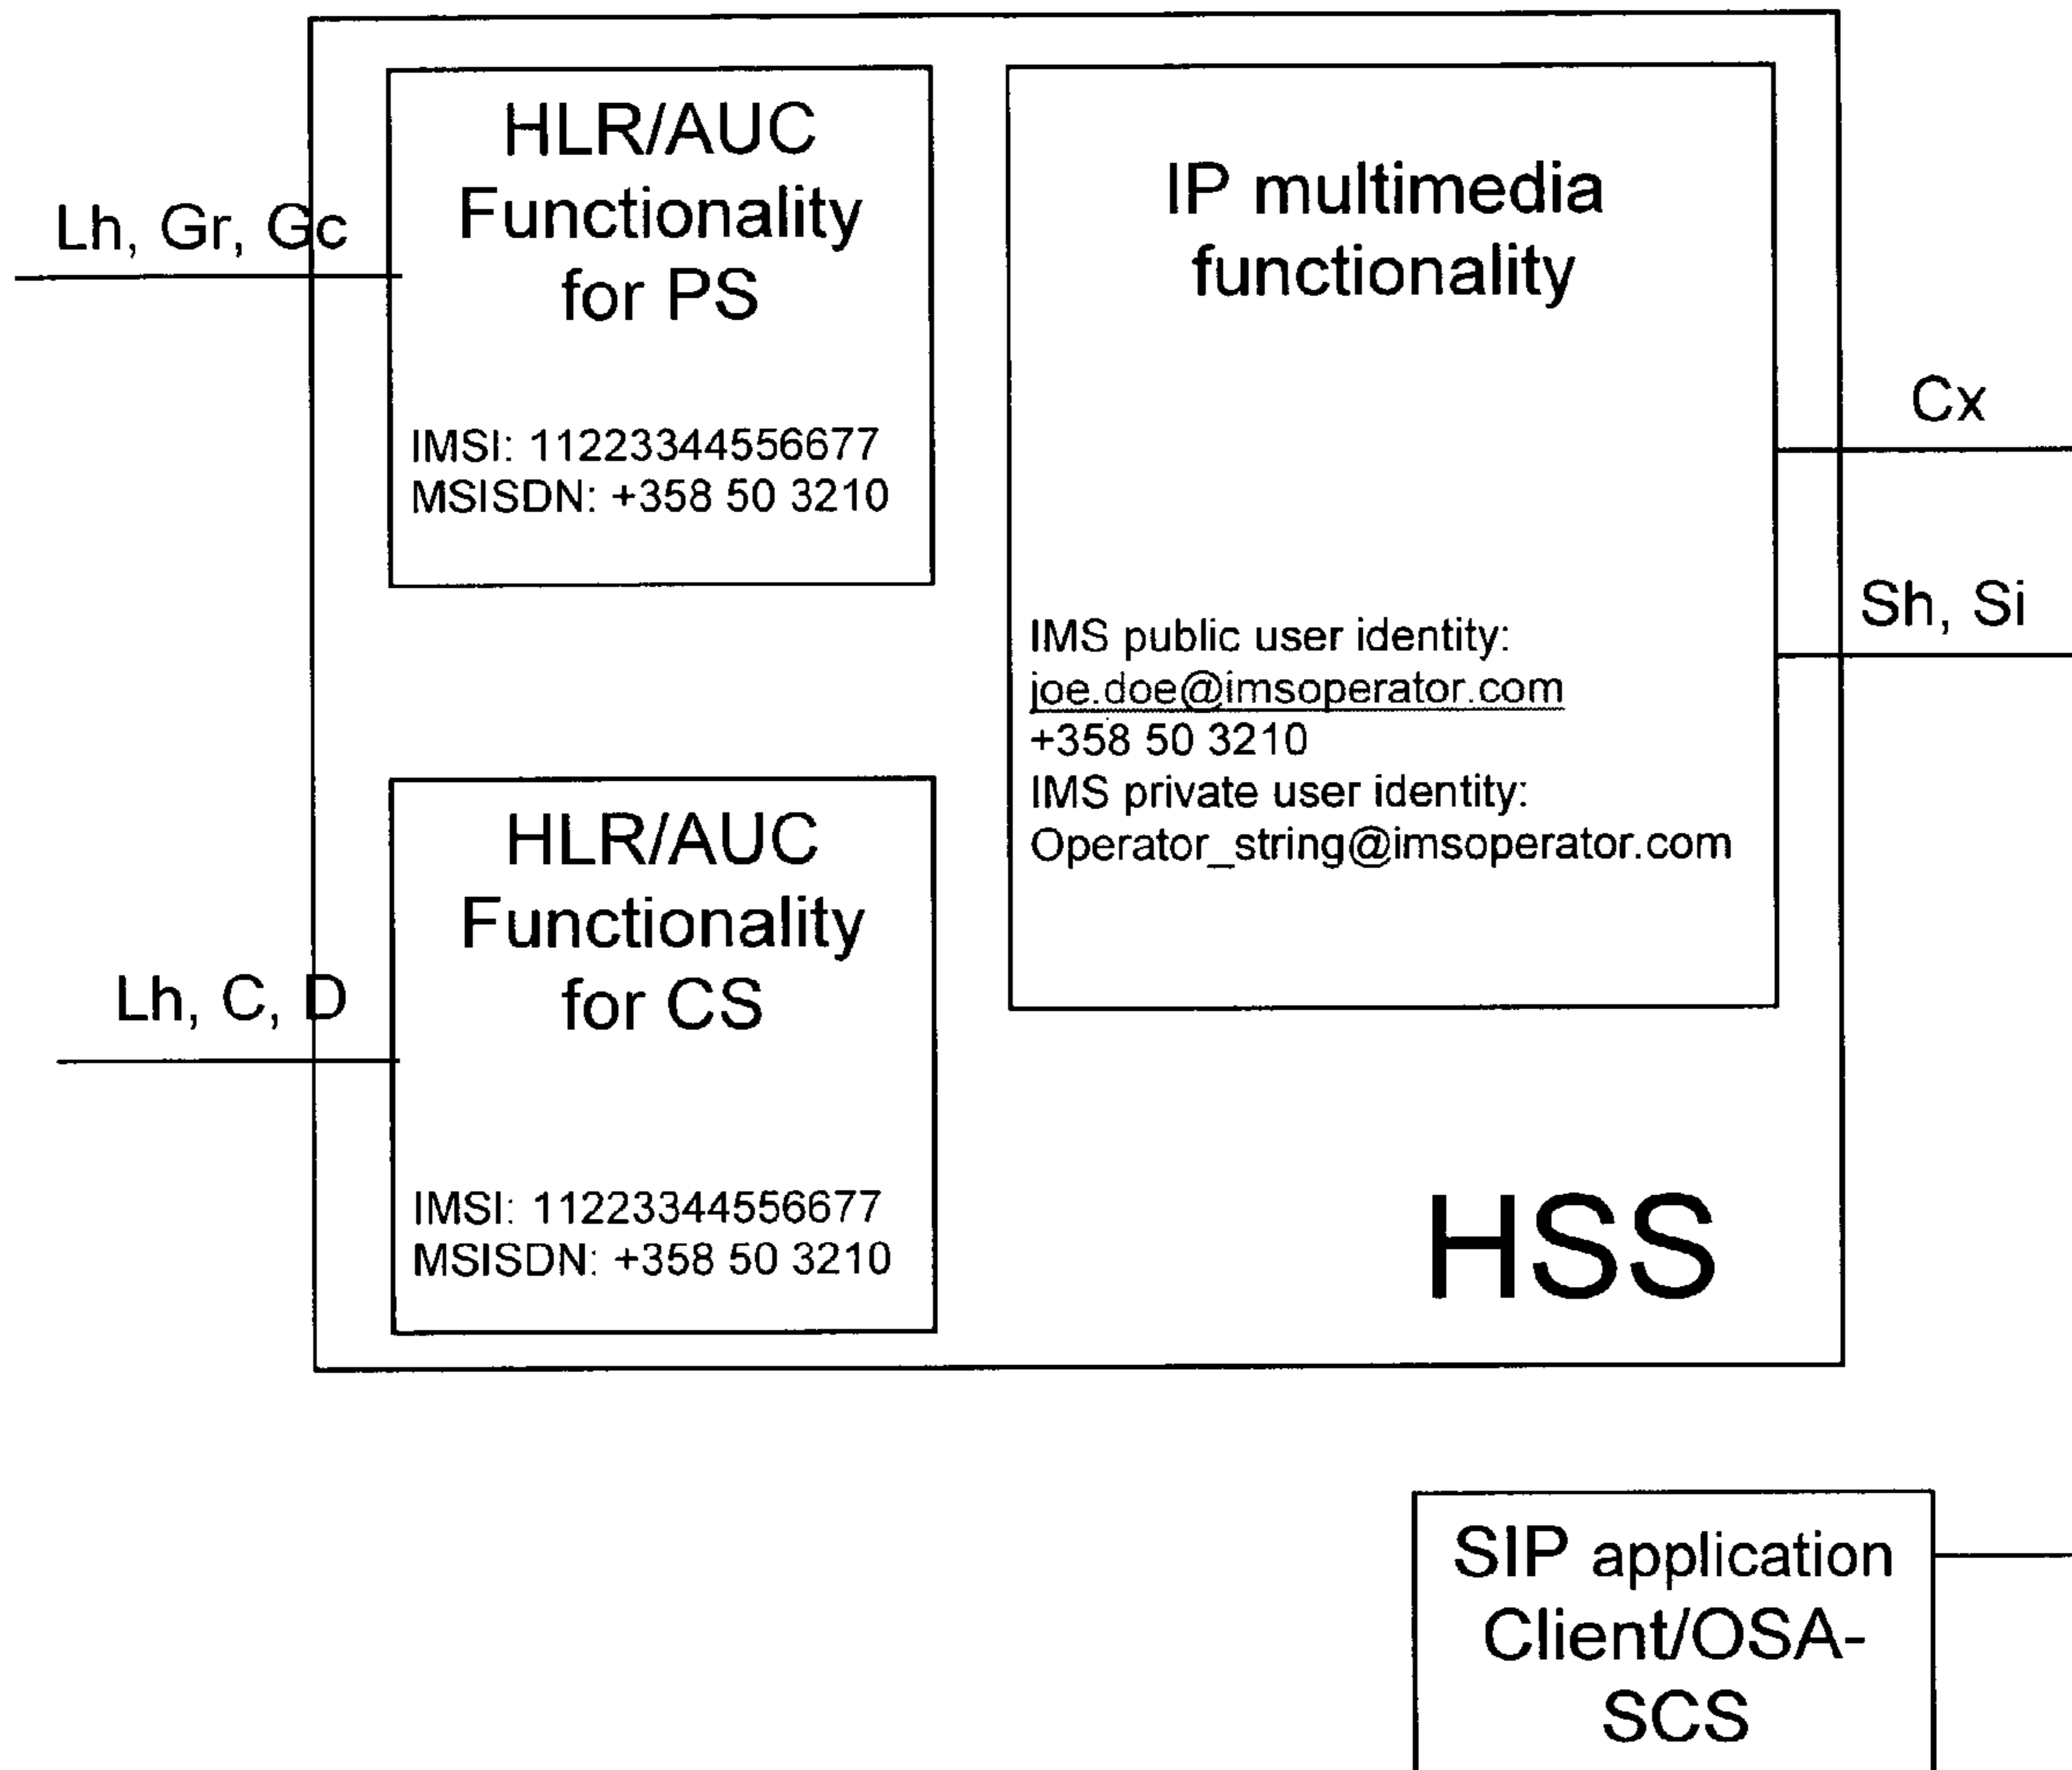 HLR/AUC
Functionality
for PS
IMSI: 11223344556677
MSISDN: +358 50 3210
Lh, Gr, Gc
IP multimedia
functionality
IMS public user identity:
joe.doe@imsoperator.com
+358 50 3210
IMS private user identity:
Operator_string@imsoperator.com
Cx
Sh, Si
HLR/AUC
Functionality
for CS
IMSI: 11223344556677
MSISDN: +358 50 3210
Lh, C, D
HSS
SIP application
Client/OSA-
SCS